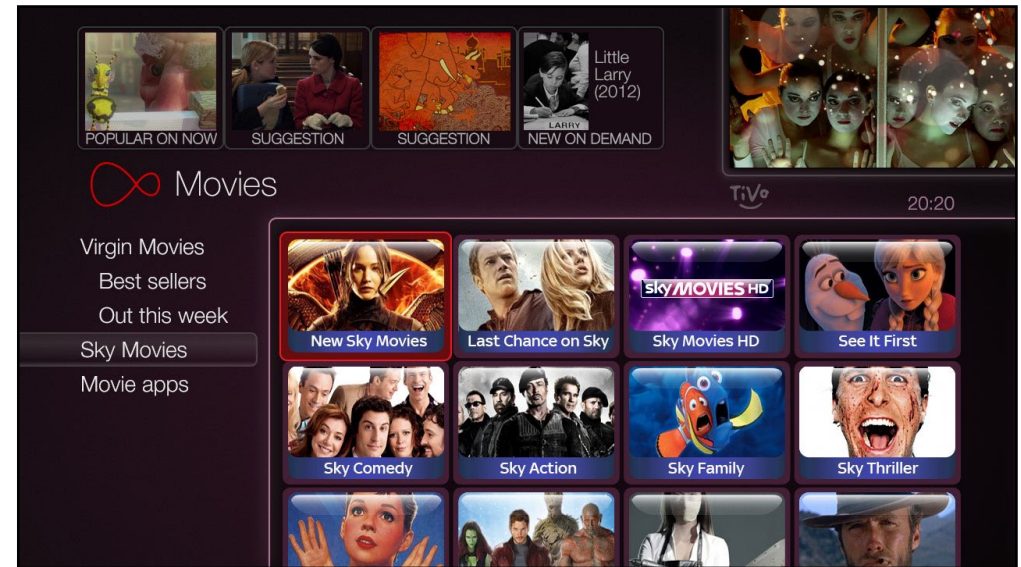 POPULAR ON NOW
SUGGESTION
SUGGESTION
Little
Larry
(2012)
LARRY
NEW ON DEMAND
Movies
TiVo
20:20
Virgin Movies
Best sellers
Out this week
Sky Movies
Movie apps
New Sky Movies
Last Chance on Sky
sky MOVIES HD
Sky Movies HD
See It First
Sky Comedy
Sky Action
Sky Family
Sky Thriller